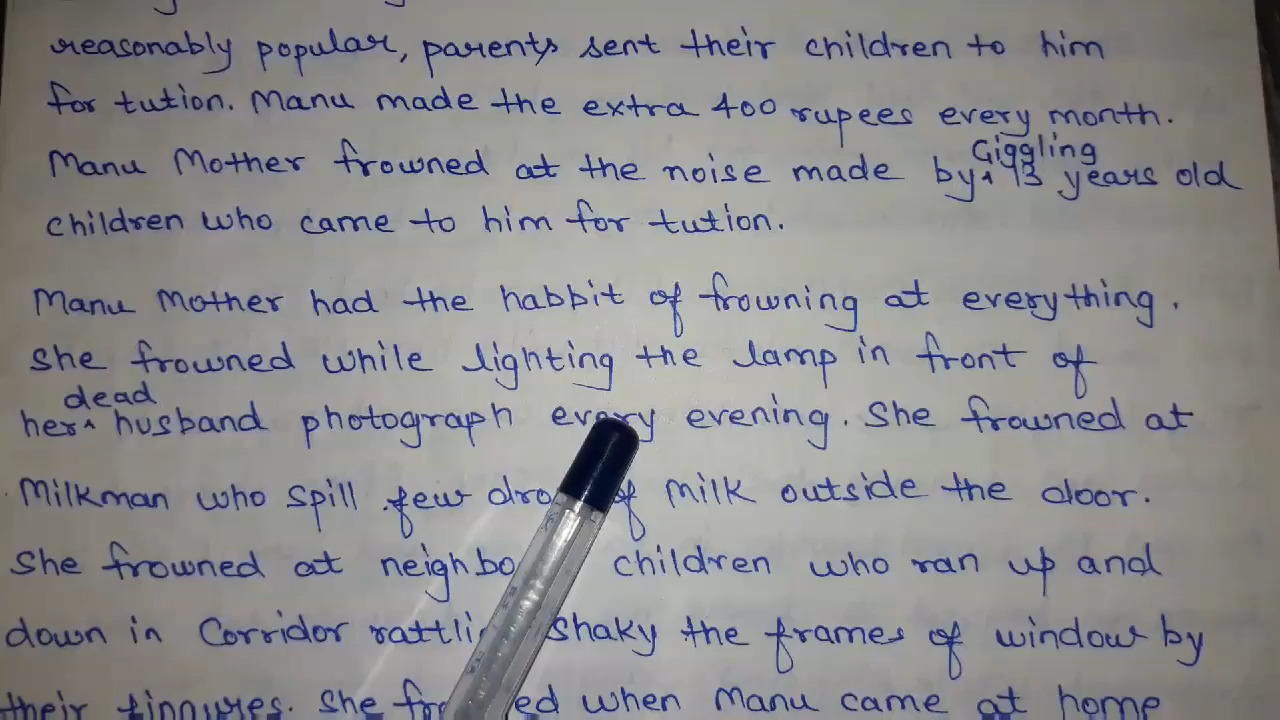 reasonably popular, parents sent their children to him
for tution. Manu made the extra 400 rupees every month.
Giggling
Manu Mother frowned at the noise made by^ 13 years old
children who came to him for tution.
Manu Mother had the habbit of frowning at everything.
She frowned while lighting the lamp in front of
dead
her^ husband photograph every evening. She frowned at
Milkman who spill few of milk outside the door.
She frowned at children who ran up and
down in Corridor shaky the frames of window by
their She when Manu came at home